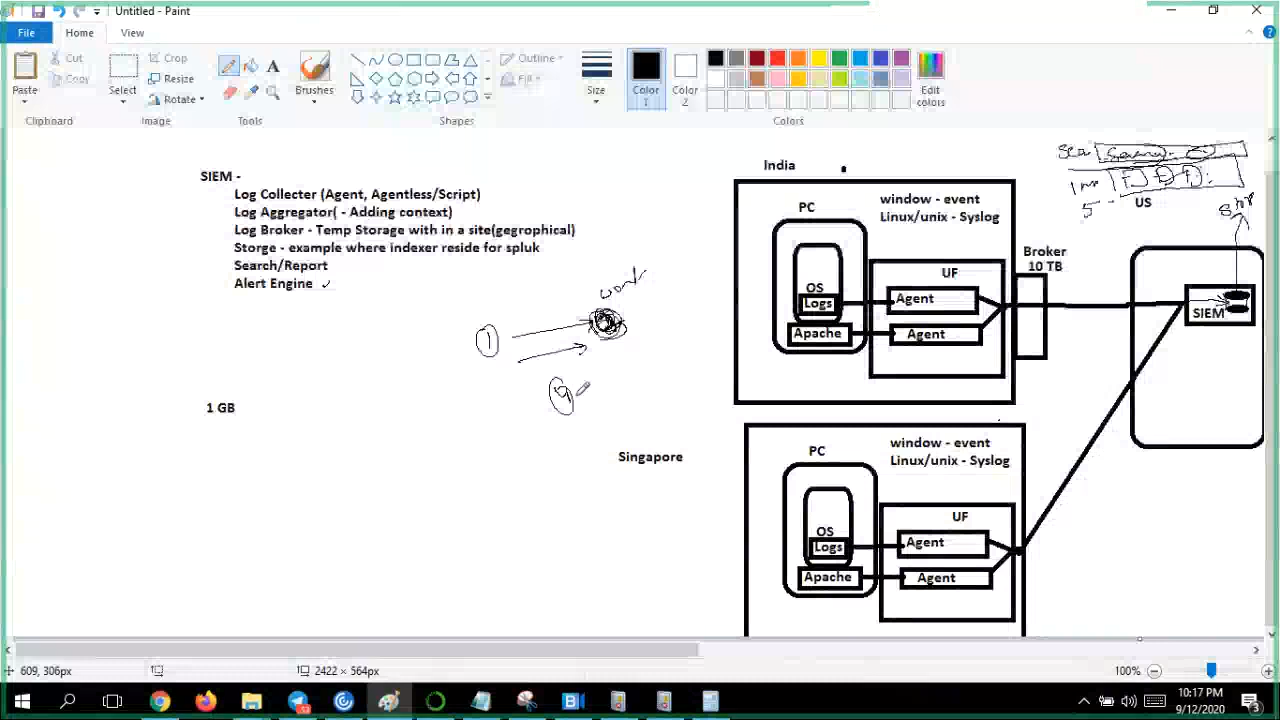 Untitled - Paint
File
Home
View
Paste
Cut
Copy
Clipboard
Select
Crop
Resize
Rotate
Image
A
Tools
Brushes
Outline
Fill
Shapes
Size
Color
1
Color
2
Edit
colors
Colors
SIEM -
Log Collecter (Agent, Agentless/Script)
Log Aggregator( - Adding context)
Log Broker - Temp Storage with in a site(gegrophical)
Storge - example where indexer reside for spluk
Search/Report
Alert Engine
1
1 GB
India
PC
window - event
Linux/unix - Syslog
UF
OS
Logs
Agent
Apache
Agent
Broker
10 TB
5
US
SIEM
Singapore
PC
window - event
Linux/unix - Syslog
UF
OS
Logs
Agent
Apache
Agent
609, 306px
2422 × 564px
100%
10:17 PM
9/12/2020
3